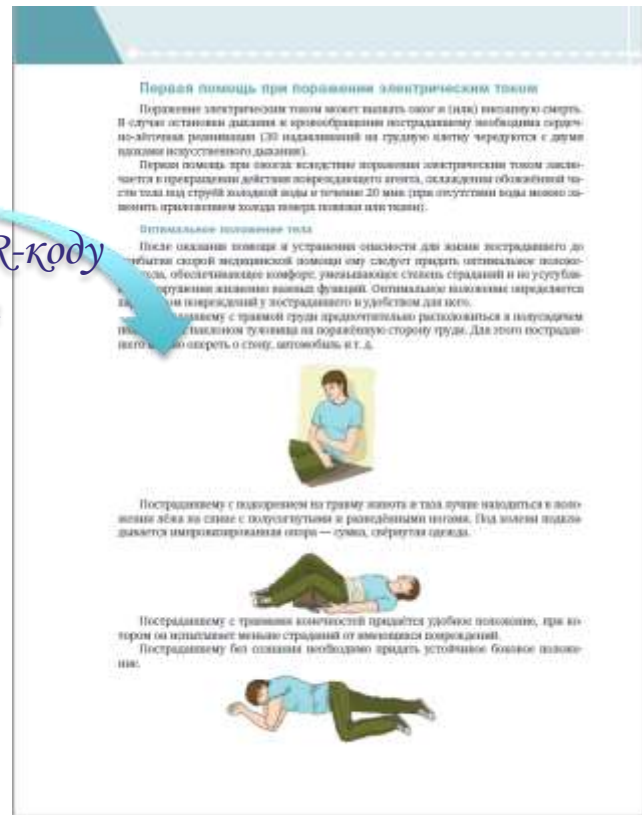 Первая помощь при поражении электрическим током
Поражение электрическим током может вызвать ожог и (или) внезапную смерть.
В случае остановки дыхания и кровообращения пострадавшему необходима сердеч-
но-лёгочная реанимация (30 надавливаний на грудную клетку чередуются с двумя
вдохами искусственного дыхания).
Первая помощь при ожогах вследствие поражения электрическим током заклю-
чается в прекращении действия повреждающего агента, охлаждении обожжённой ча-
сти тела под струёй холодной воды в течение 20 мин (при отсутствии воды можно за-
менить приложением холода поверх повязки или ткани).
R-коду
Оптимальное положение тела
После оказания помощи и устранения опасности для жизни пострадавшего до
прибытия скорой медицинской помощи ему следует придать оптимальное положе-
тела, обеспечивающее комфорт, уменьшающее степень страданий и не усугубля-
нарушения жизненно важных функций. Оптимальное положение определяется
повреждений у пострадавшего и удобством для него.
с травмой груди предпочтительно расположиться в полусидячем
наклоном туловища на поражённую сторону груди. Для этого пострадав-
шего опереть о стену, автомобиль и т. д.
Пострадавшему с подозрением на травму живота и таза лучше находиться в поло-
жении лёжа на спине с полусогнутыми и разведёнными ногами. Под колени подкла-
дывается импровизированная опора — сумка, свёрнутая одежда.
Пострадавшему с травмами конечностей придаётся удобное положение, при ко-
тором он испытывает меньше страданий от имеющихся повреждений.
Пострадавшему без сознания необходимо придать устойчивое боковое положе-
ние.